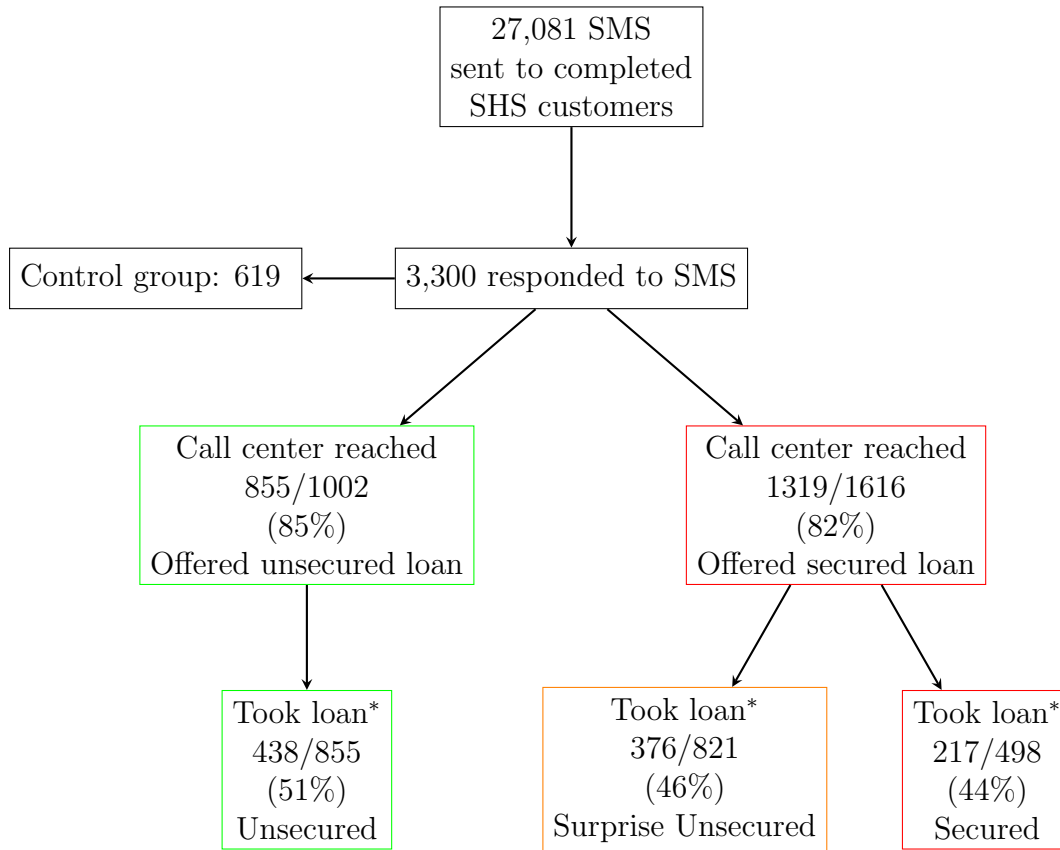 27,081 SMS
sent to completed
SHS customers
Control group: 619
3,300 responded to SMS
Call center reached
855/1002
(85%)
Offered unsecured loan
Call center reached
1319/1616
(82%)
Offered secured loan
Took loan*
438/855
(51%)
Unsecured
Took loan*
376/821
(46%)
Surprise Unsecured
Took loan*
217/498
(44%)
Secured